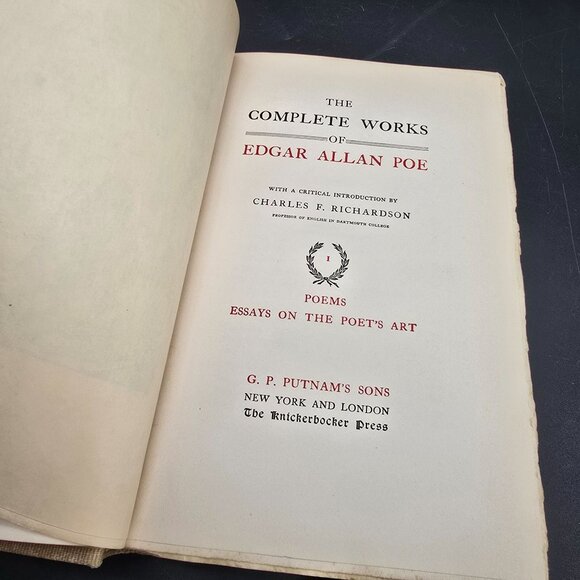 THE
COMPLETE WORKS
OF
EDGAR ALLAN POE
WITH A CRITICAL INTRODUCTION BY
CHARLES F. RICHARDSON
PROFESSOR OF ENGLISH IN DARTMOUTH COLLEGE
I
POEMS
ESSAYS ON THE POET'S ART
G. P. PUTNAM'S SONS
NEW YORK AND LONDON
The Knickerbocker Press